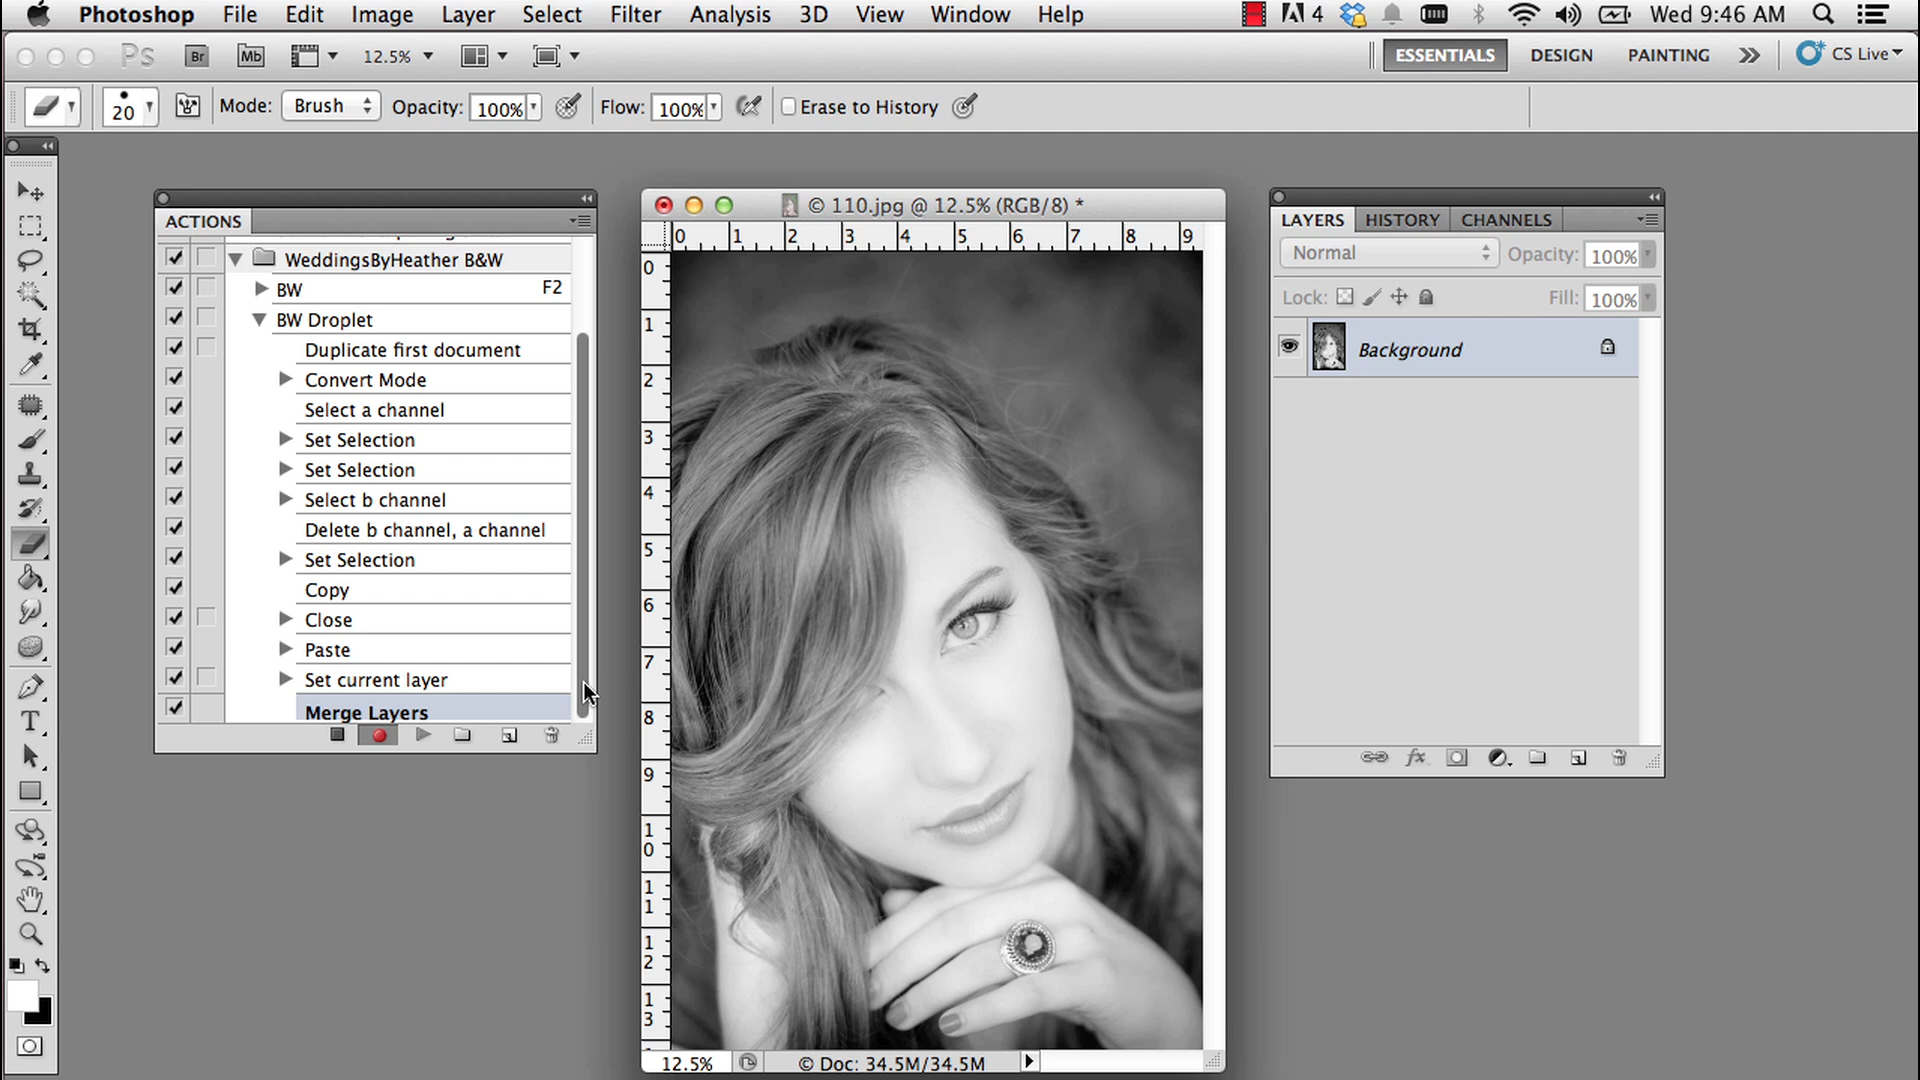 Photoshop File Edit Image Layer Select Filter Analysis 3D View Window Help 4 Wed 9:46 AM
Ps Br Mb 12.5% ESSENTIALS DESIGN PAINTING CS Live
20 Mode: Brush Opacity: 100% Flow: 100% Erase to History
ACTIONS
WeddingsByHeather B&W
BW F2
BW Droplet
Duplicate first document
Convert Mode
Select a channel
Set Selection
Set Selection
Select b channel
Delete b channel, a channel
Set Selection
Copy
Close
Paste
Set current layer
Merge Layers
© 110.jpg @ 12.5% (RGB/8) *
0 1 2 3 4 5 6 7 8 9
0
1
2
3
4
5
6
7
8
9
1
0
1
1
1
2
1
3
12.5% © Doc: 34.5M/34.5M
LAYERS HISTORY CHANNELS
Normal Opacity: 100%
Lock: Fill: 100%
Background
fx
T